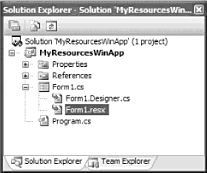 Solution Explorer - Solution 'MyResourcesWin...
Solution 'MyResourcesWinApp' (1 project)
MyResourcesWinApp
Properties
References
Form1.cs
Form1.Designer.cs
Form1.resx
Program.cs
Solution Explorer Team Explorer